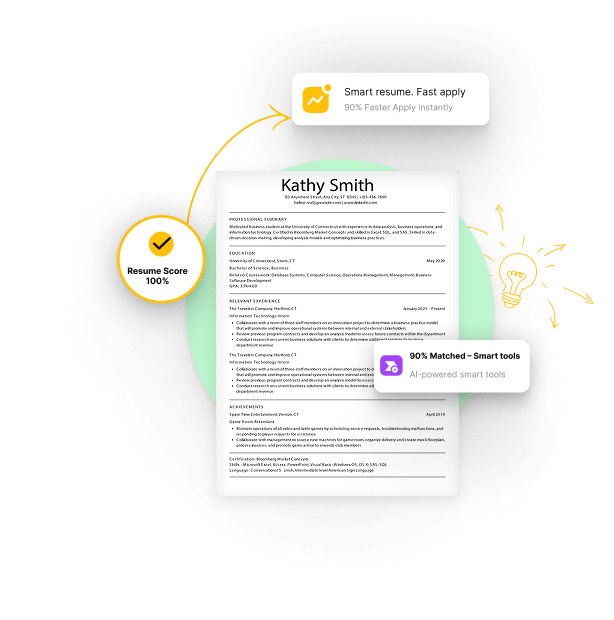 Smart resume. Fast apply
90% Faster Apply instantly
Kathy Smith
123 Anywhere Street, Any City, ST 12345 | +123-456-7890
hello@reallygreatsite.com | www.linkedin.com
Resume Score
100%
PROFESSIONAL SUMMARY
Motivated Business student at the University of Connecticut with experience in data analysis, business operations, and
information technology. Certified in Bloomberg Market Concepts and skilled in Excel, SQL, and SAS. Skilled in data-
driven decision-making, developing analysis models and optimizing business practices.
EDUCATION
University of Connecticut, Storrs, CT May 2020
Bachelor of Science, Business
Related Coursework: Database Systems, Computer Science, Operations Management, Management, Business
Software Development
GPA: 3.79/4.00
RELEVANT EXPERIENCE
The Travelers Company, Hartford, CT January 2023 - Present
Information Technology Intern
Collaborate with a team of three staff members on an innovation project to determine a business practice model
that will promote and improve operational systems between internal and external stakeholders
Review previous program contracts and develop an analysis model to assess future contracts within the department
Conduct research on current business solutions with clients to determine additional services to improve
department revenue
The Travelers Company, Hartford, CT
Information Technology Intern
Collaborate with a team of three staff members on an innovation project
that will promote and improve operational systems between internal and
Review previous program contracts and develop an analysis model to
Conduct research on current business solutions with clients to determine
department revenue
90% Matched – Smart tools
AI-powered smart tools
ACHIEVEMENTS
Spare Time Entertainment, Vernon, CT April 2019
Game Room Attendant
Maintain operations of all video and table games by scheduling service requests, troubleshooting malfunctions, and
responding to player requests for assistance
Collaborate with management to source new machines for game room, organize delivery and create mock floorplan,
process invoices, and promote game arrival to rewards club members
Certification: Bloomberg Market Concepts
Skills: Microsoft Excel, Access, PowerPoint, Visual Basic; Windows OS, OS X; SAS; SQL
Language: Conversational Intermediate level American Sign Language